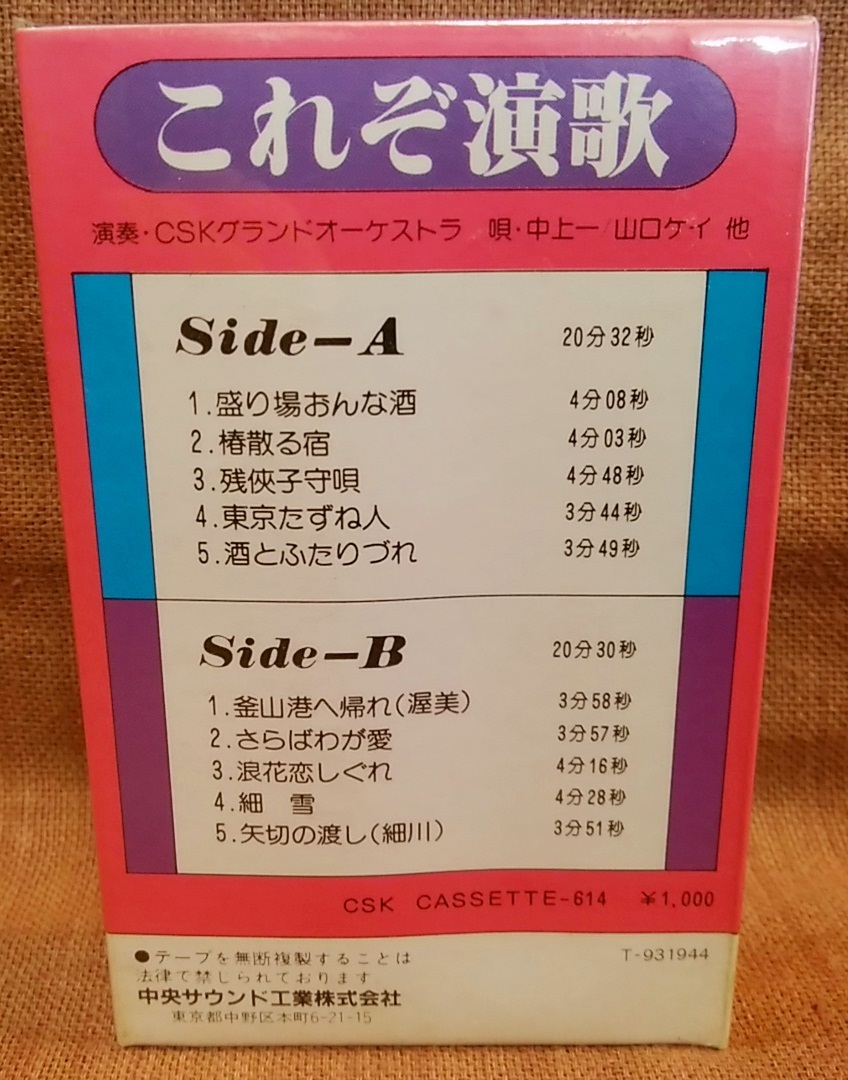 これぞ演歌
演奏・CSKグランドオーケストラ 唄・中上一/山口ケイ 他
Side-A 20分32秒
1.盛り場おんな酒 4分08秒
2.椿散る宿 4分03秒
3.残俠子守唄 4分48秒
4.東京たずね人 3分44秒
5.酒とふたりづれ 3分49秒
Side-B 20分30秒
1.釜山港へ帰れ(渥美) 3分58秒
2.さらばわが愛 3分57秒
3.浪花恋しぐれ 4分16秒
4.細 雪 4分28秒
5.矢切の渡し(細川) 3分51秒
CSK CASSETTE-614 ¥1,000
●テープを無断複製することは T-931944
法律で禁じられております
中央サウンド工業株式会社
東京都中野区本町6-21-15